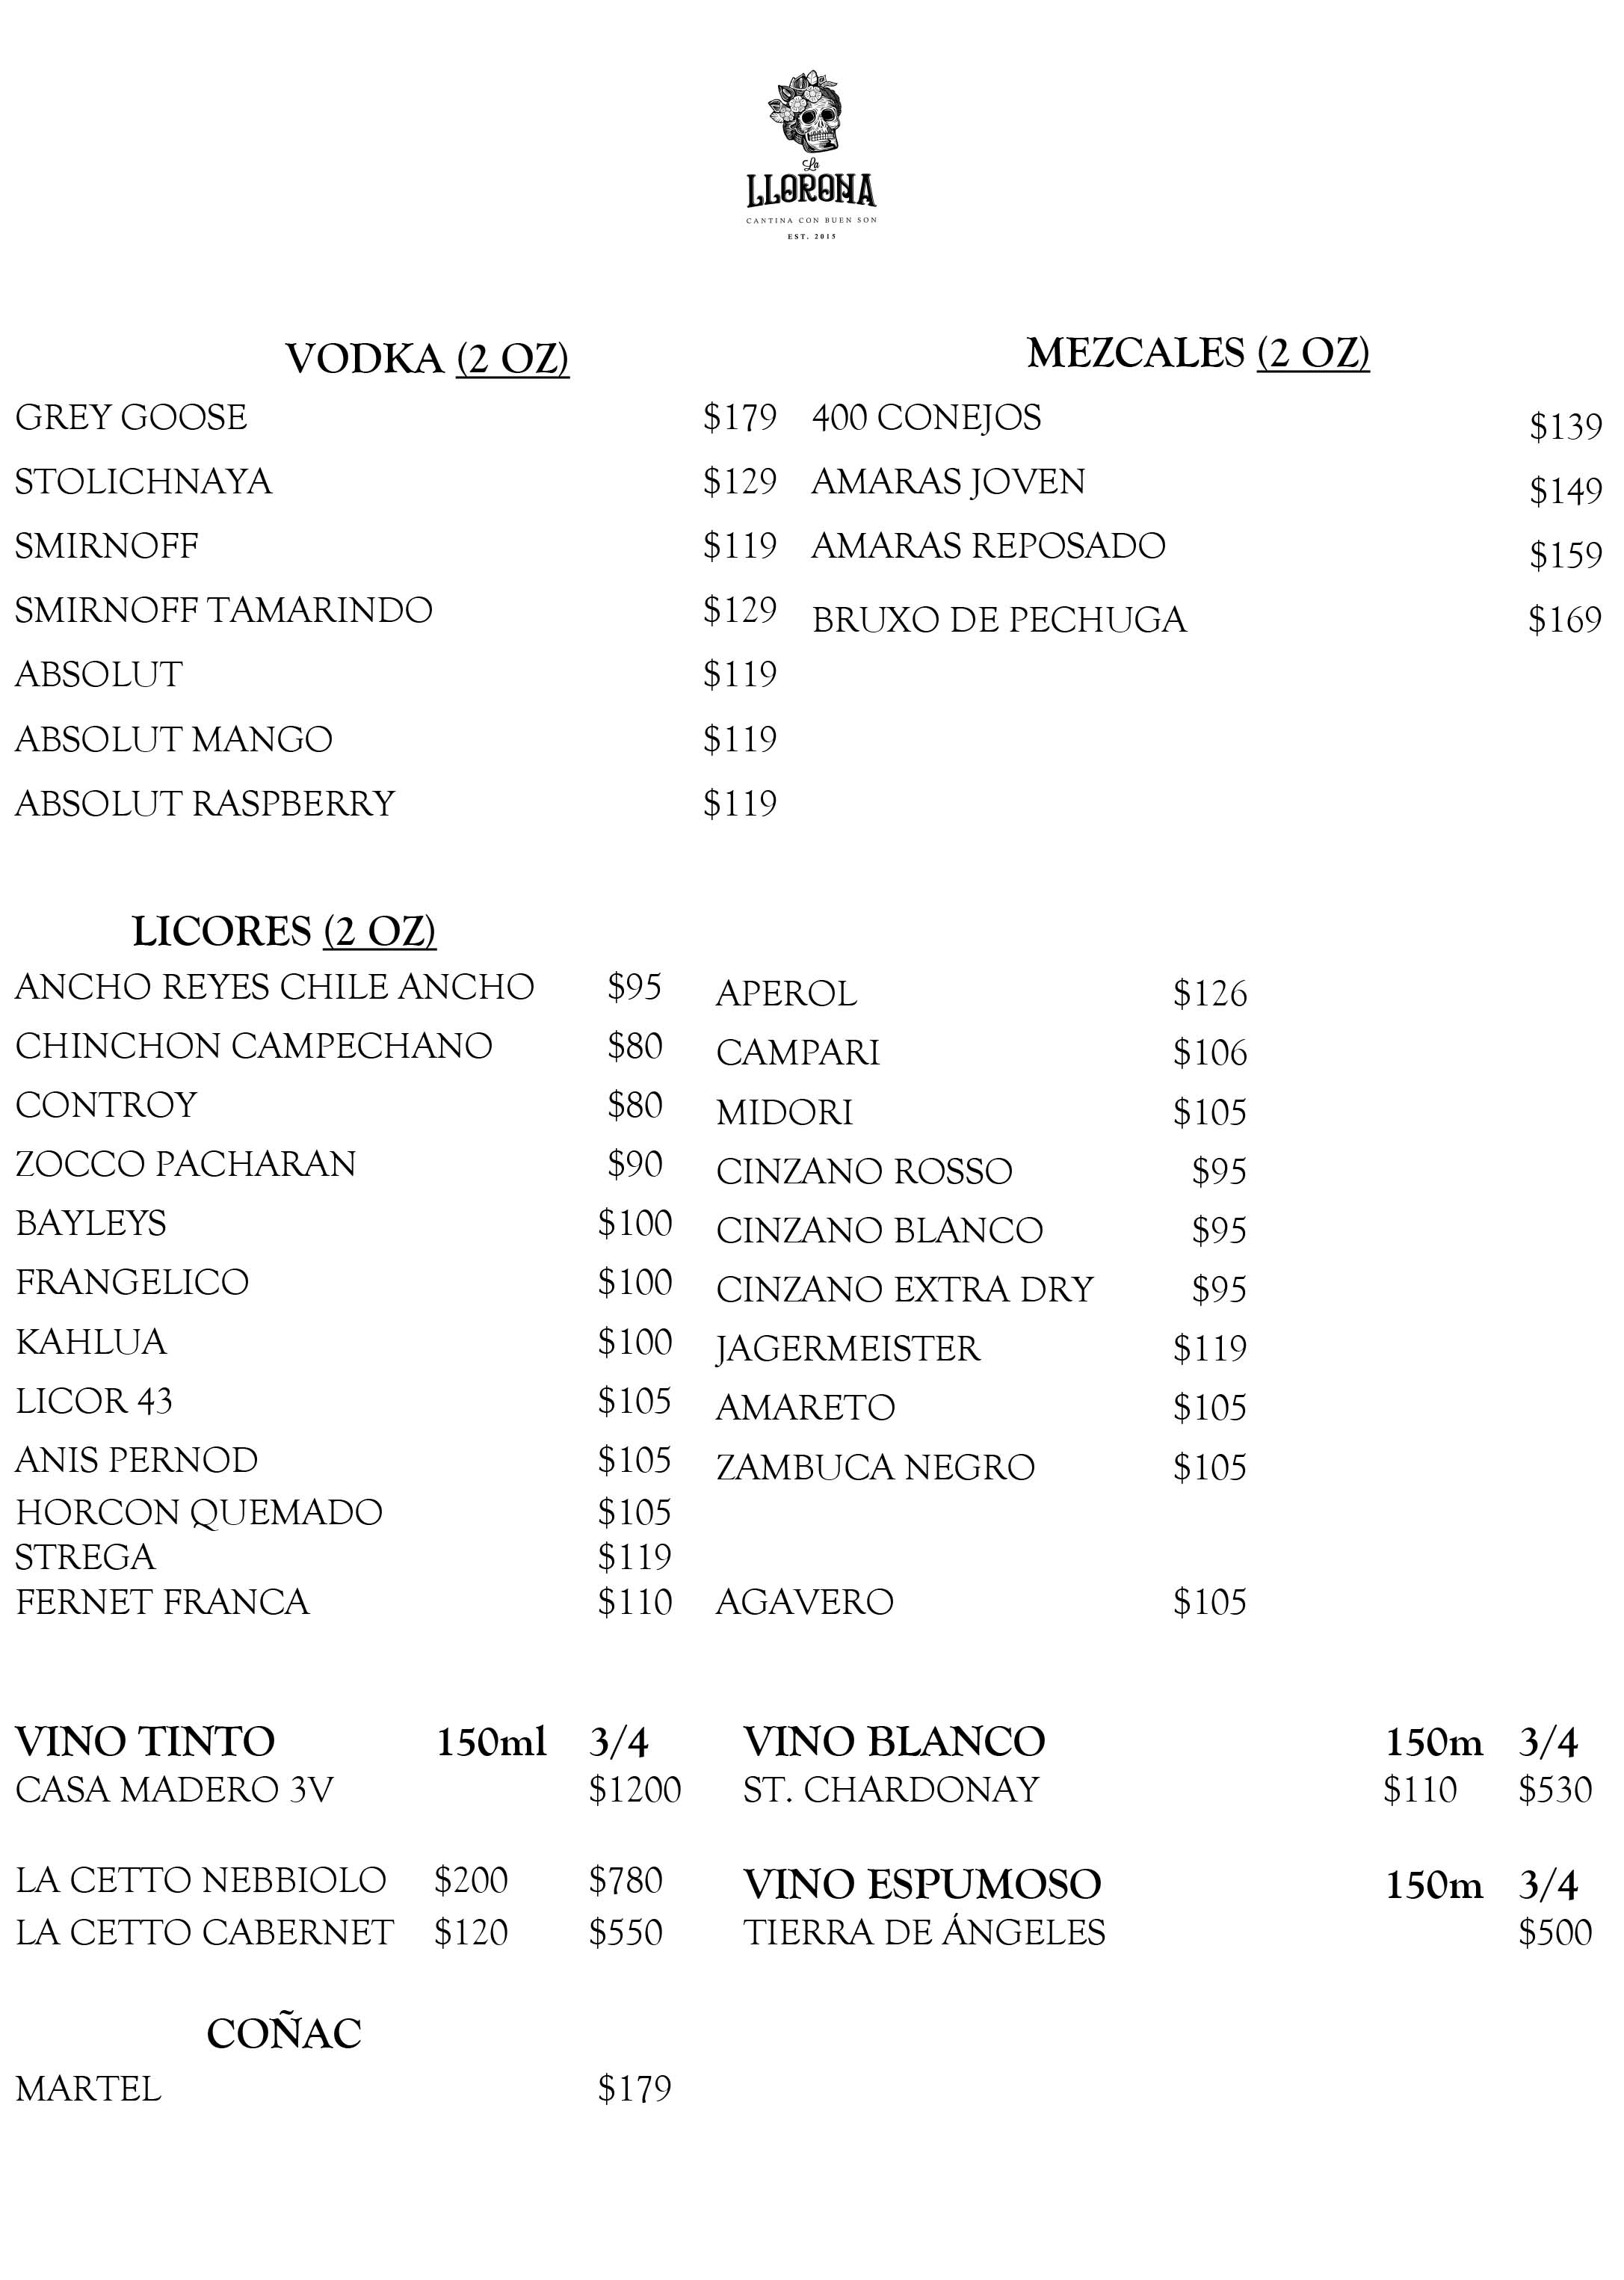 La
LLORONA
CANTINA CON BUEN SON
EST. 2015
VODKA (2 OZ)
GREY GOOSE $179
STOLICHNAYA $129
SMIRNOFF $119
SMIRNOFF TAMARINDO $129
ABSOLUT $119
ABSOLUT MANGO $119
ABSOLUT RASPBERRY $119
MEZCALES (2 OZ)
400 CONEJOS $139
AMARAS JOVEN $149
AMARAS REPOSADO $159
BRUXO DE PECHUGA $169
LICORES (2 OZ)
ANCHO REYES CHILE ANCHO $95
CHINCHON CAMPECHANO $80
CONTROY $80
ZOCCO PACHARAN $90
BAYLEYS $100
FRANGELICO $100
KAHLUA $100
LICOR 43 $105
ANIS PERNOD $105
HORCON QUEMADO $105
STREGA $119
FERNET FRANCA $110
APEROL $126
CAMPARI $106
MIDORI $105
CINZANO ROSSO $95
CINZANO BLANCO $95
CINZANO EXTRA DRY $95
JAGERMEISTER $119
AMARETO $105
ZAMBUCA NEGRO $105
AGAVERO $105
VINO TINTO 150ml 3/4
CASA MADERO 3V $1200
LA CETTO NEBBIOLO $200 $780
LA CETTO CABERNET $120 $550
VINO BLANCO 150m 3/4
ST. CHARDONAY $110 $530
VINO ESPUMOSO 150m 3/4
TIERRA DE ÁNGELES $500
COÑAC
MARTEL $179